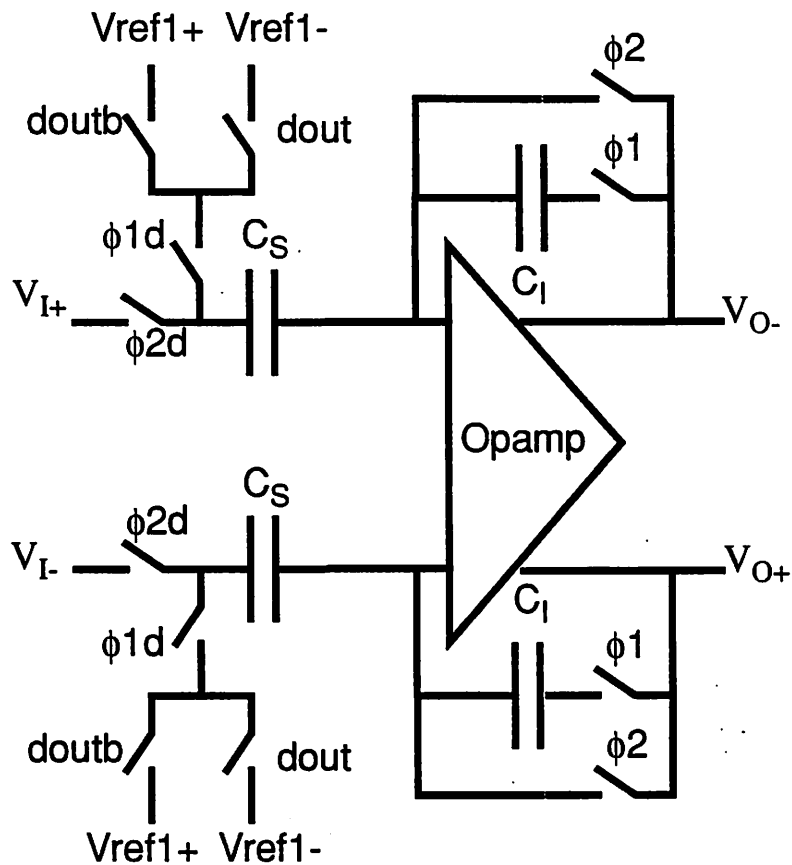 Vref1+ Vref1-
ϕ2
doutb dout
ϕ1
ϕ1d CS
VI+ CI VO-
ϕ2d
Opamp
CS
ϕ2d
VI- VO+
CI
ϕ1d ϕ1
doutb dout ϕ2
Vref1+ Vref1-